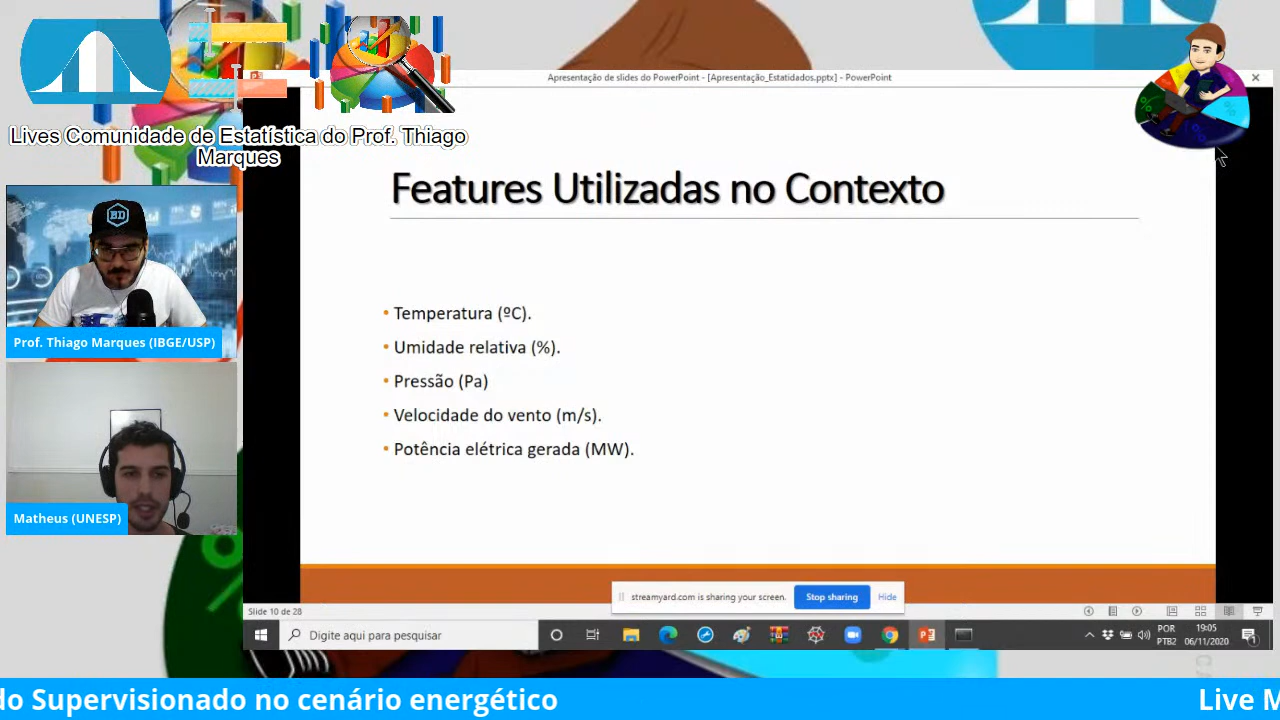 Apresentação de slides do PowerPoint - [Apresentação_Estatidados.pptx] - PowerPoint
Lives Comunidade de Estatística do Prof. Thiago
Marques
Features Utilizadas no Contexto
• Temperatura (ºC).
• Umidade relativa (%).
• Pressão (Pa)
• Velocidade do vento (m/s).
• Potência elétrica gerada (MW).
BD
Prof. Thiago Marques (IBGE/USP)
Matheus (UNESP)
streamyard.com is sharing your screen.
Stop sharing
Hide
Slide 10 de 28
Digite aqui para pesquisar
POR
PTB2
19:05
06/11/2020
do Supervisionado no cenário energético
Live M